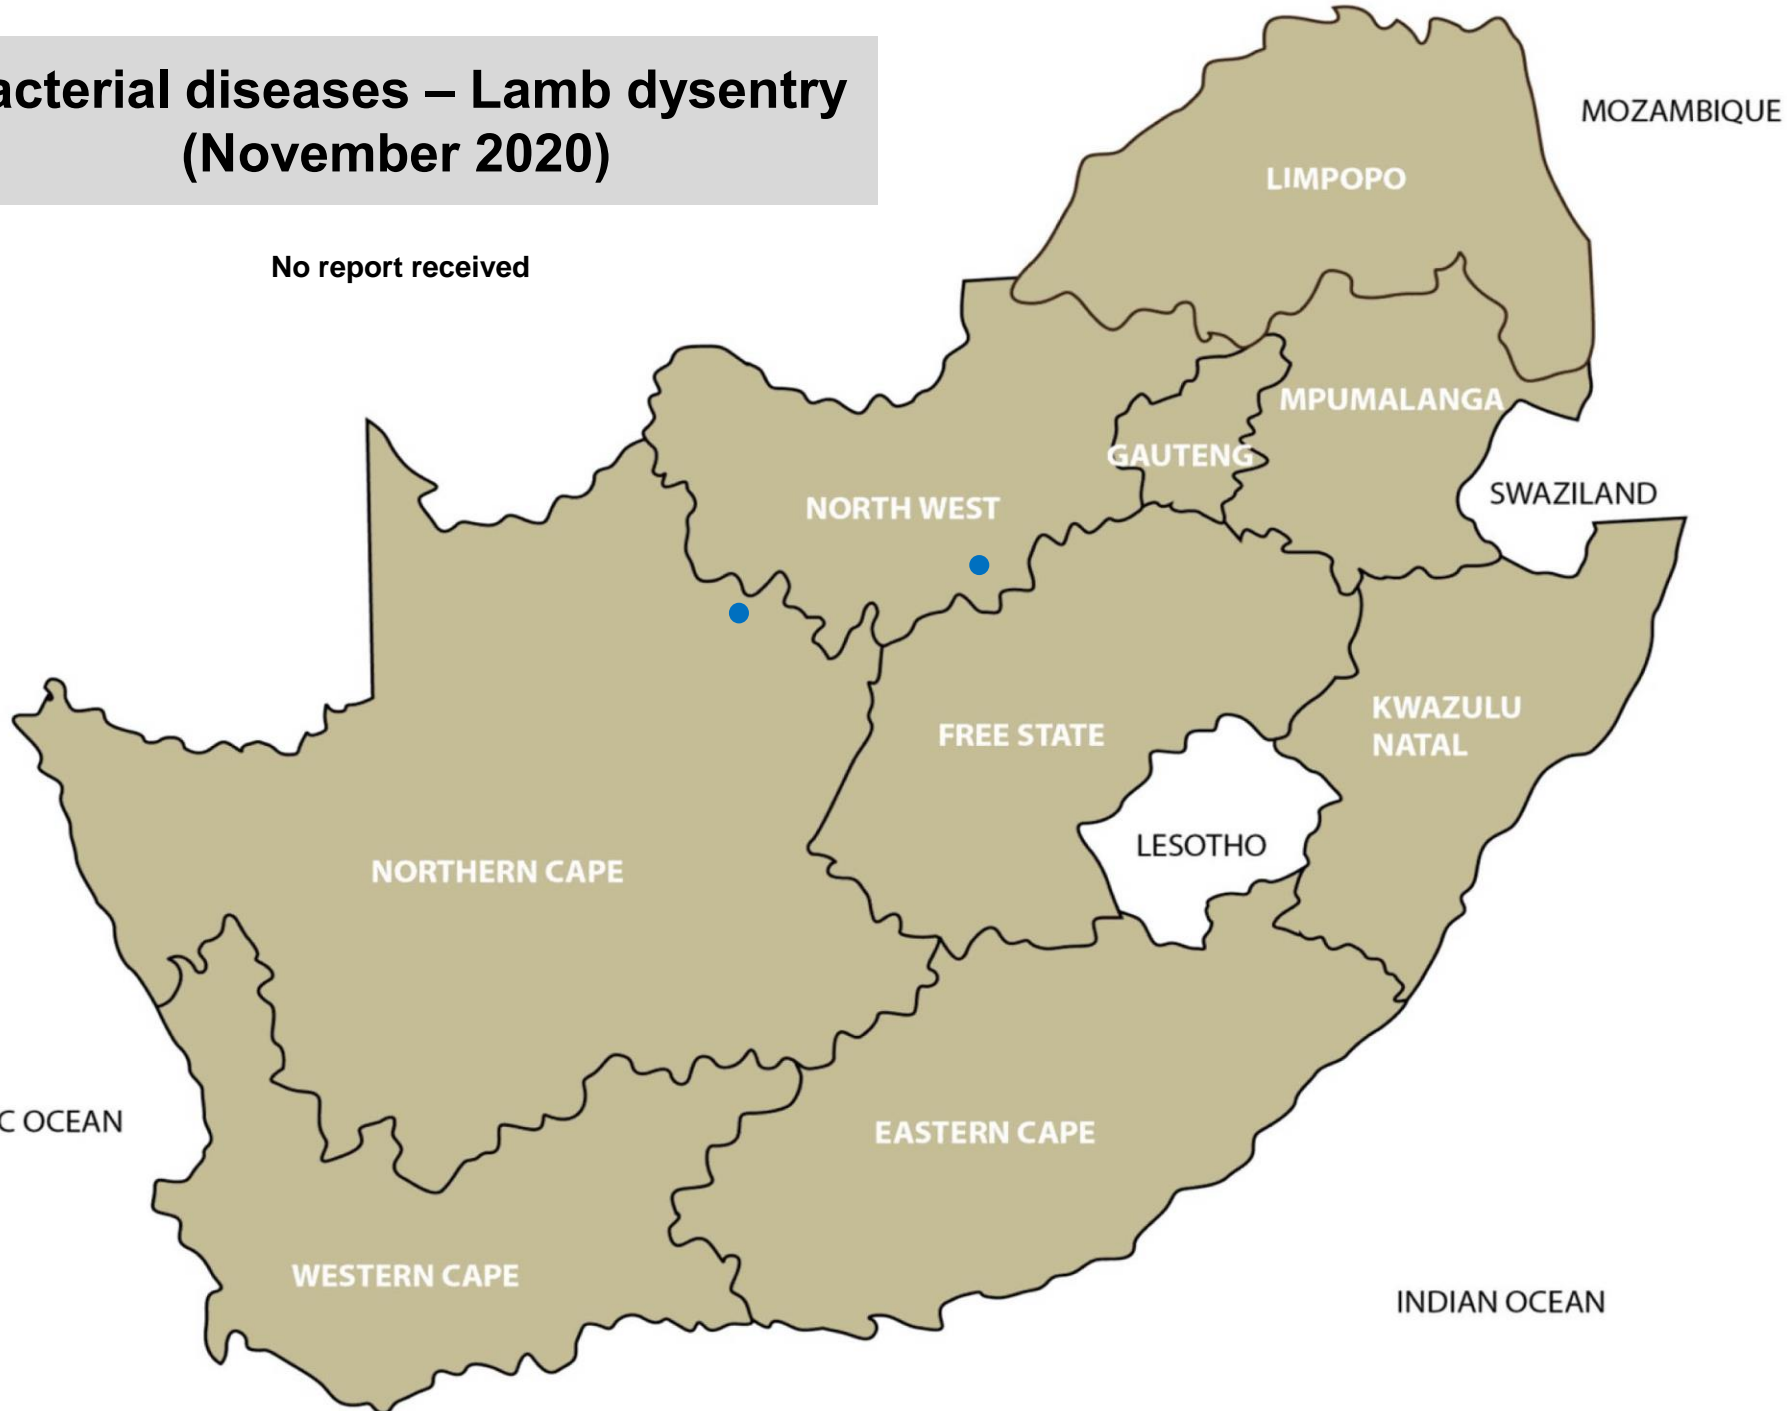 acterial diseases – Lamb dysentry
(November 2020)
No report received
MOZAMBIQUE
LIMPOPO
MPUMALANGA
GAUTENG
NORTH WEST
SWAZILAND
KWAZULU
NATAL
FREE STATE
LESOTHO
NORTHERN CAPE
C OCEAN
EASTERN CAPE
WESTERN CAPE
INDIAN OCEAN